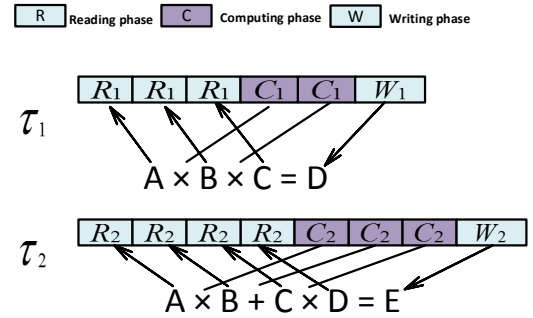 R Reading phase C Computing phase W Writing phase
R1 R1 R1 C1 C1 W1
τ1
A × B × C = D
R2 R2 R2 R2 C2 C2 C2 W2
τ2
A × B + C × D = E